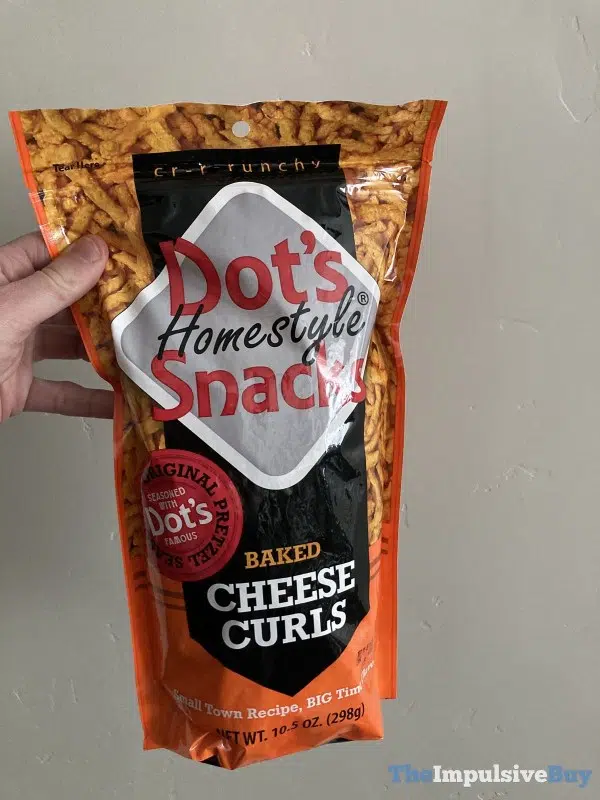 Tear Here
cr-r-runchy
Dot's
Homestyle®
Snacks
ORIGINAL PRETZEL
SEASONED
WITH
Dot's
FAMOUS
BAKED
CHEESE
CURLS
Small Town Recipe, BIG Time
NET WT. 10.5 OZ. (298g)
TheImpulsiveBuy